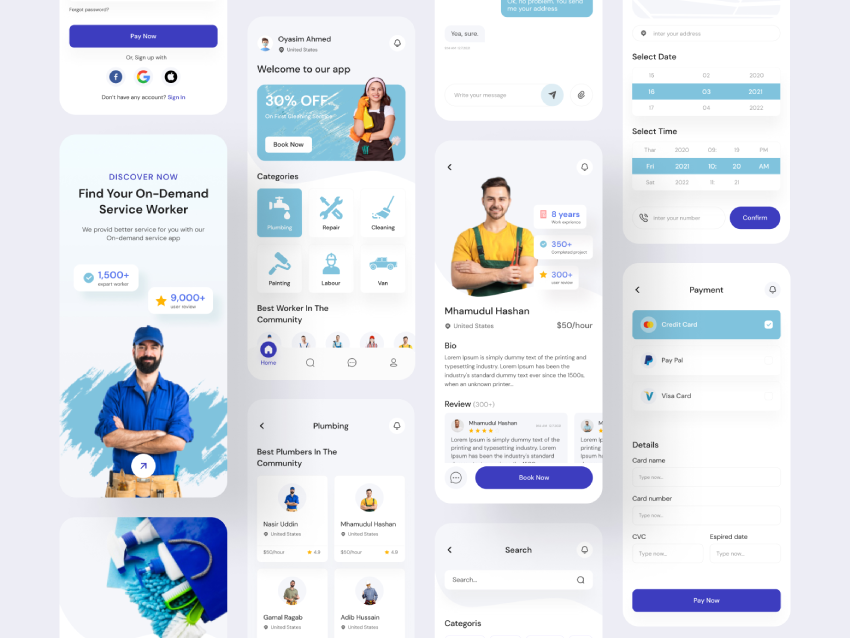 Forgot password?
Pay Now
Or, Sign up with
Don't have any account? Sign in
DISCOVER NOW
Find Your On-Demand
Service Worker
We provid better service for you with our
On-demand service app
1,500+
expert worker
9,000+
user review
Oyasim Ahmed
United States
Welcome to our app
30% OFF
On First Cleaning Service
Book Now
Categories
Plumbing
Repair
Cleaning
Painting
Labour
Van
Best Worker In The
Community
Home
Plumbing
Best Plumbers In The
Community
Nasir Uddin
United States
$50/hour
4.9
Mhamudul Hashan
United States
$50/hour
4.9
Gamal Ragab
United States
Adib Hussain
United States
Ok, no problem. You send
me your address
Yea, sure.
Write your message
8 years
Work experience
350+
Completed project
300+
user review
Mhamudul Hashan
United States
$50/hour
Bio
Lorem Ipsum is simply dummy text of the printing and
typesetting industry. Lorem Ipsum has been the
industry's standard dummy text ever since the 1500s,
when an unknown printer...
Review (300+)
Mhamudul Hashan
Lorem Ipsum is simply dummy text of the
printing and typesetting industry. Lorem
Ipsum has been the industry's standard
M
Lorem
printing
Ipsum
Book Now
Search
Search...
Categoris
Inter your address
Select Date
15 02 2020
16 03 2021
17 04 2022
Select Time
Thar 2020 09: 19 PM
Fri 2021 10: 20 AM
Sat 2022 11: 21
Inter your number
Confirm
Payment
Credit Card
Pay Pal
Visa Card
Details
Card name
Type now..
Card number
Type now..
CVC
Type now..
Expired date
Type now..
Pay Now